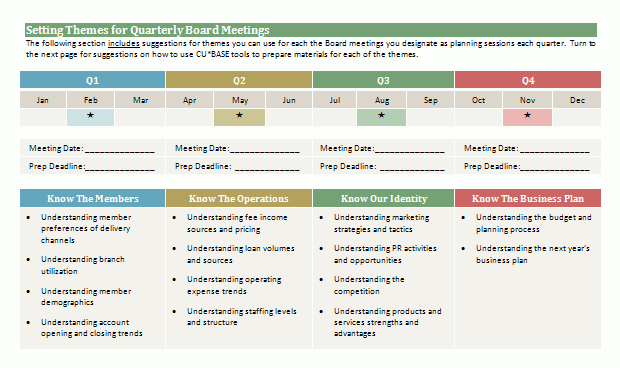 Setting Themes for Quarterly Board Meetings
The following section includes suggestions for themes you can use for each the Board meetings you designate as planning sessions each quarter. Turn to
the next page for suggestions on how to use CU*BASE tools to prepare materials for each of the themes.
Q1 Q2 Q3 Q4
Jan Feb Mar Apr May Jun Jul Aug Sep Oct Nov Dec
★ ★ ★ ★
Meeting Date:______________ Meeting Date:______________ Meeting Date:______________ Meeting Date:______________
Prep Deadline:______________ Prep Deadline:______________ Prep Deadline:______________ Prep Deadline:______________
Know The Members
• Understanding member
preferences of delivery
channels
• Understanding branch
utilization
• Understanding member
demographics
• Understanding account
opening and closing trends
Know The Operations
• Understanding fee income
sources and pricing
• Understanding loan volumes
and sources
• Understanding operating
expense trends
• Understanding staffing levels
and structure
Know Our Identity
• Understanding marketing
strategies and tactics
• Understanding PR activities
and opportunities
• Understanding the
competition
• Understanding products and
services strengths and
advantages
Know The Business Plan
• Understanding the budget and
planning process
• Understanding the next year's
business plan